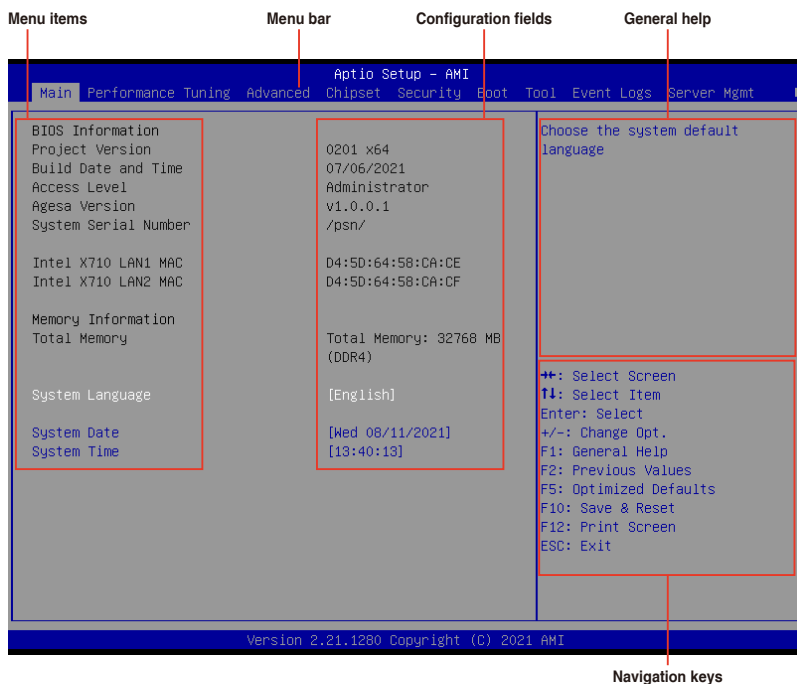 Menu items Menu bar Configuration fields General help
Aptio Setup – AMI
Main Performance Tuning Advanced Chipset Security Boot Tool Event Logs Server Mgmt
BIOS Information
Project Version 0201 x64
Build Date and Time 07/06/2021
Access Level Administrator
Agesa Version v1.0.0.1
System Serial Number /psn/
Intel X710 LAN1 MAC D4:5D:64:58:CA:CE
Intel X710 LAN2 MAC D4:5D:64:58:CA:CF
Memory Information
Total Memory Total Memory: 32768 MB
(DDR4)
System Language [English]
System Date [Wed 08/11/2021]
System Time [13:40:13]
Choose the system default
language
→←: Select Screen
↑↓: Select Item
Enter: Select
+/-: Change Opt.
F1: General Help
F2: Previous Values
F5: Optimized Defaults
F10: Save & Reset
F12: Print Screen
ESC: Exit
Version 2.21.1280 Copyright (C) 2021 AMI
Navigation keys